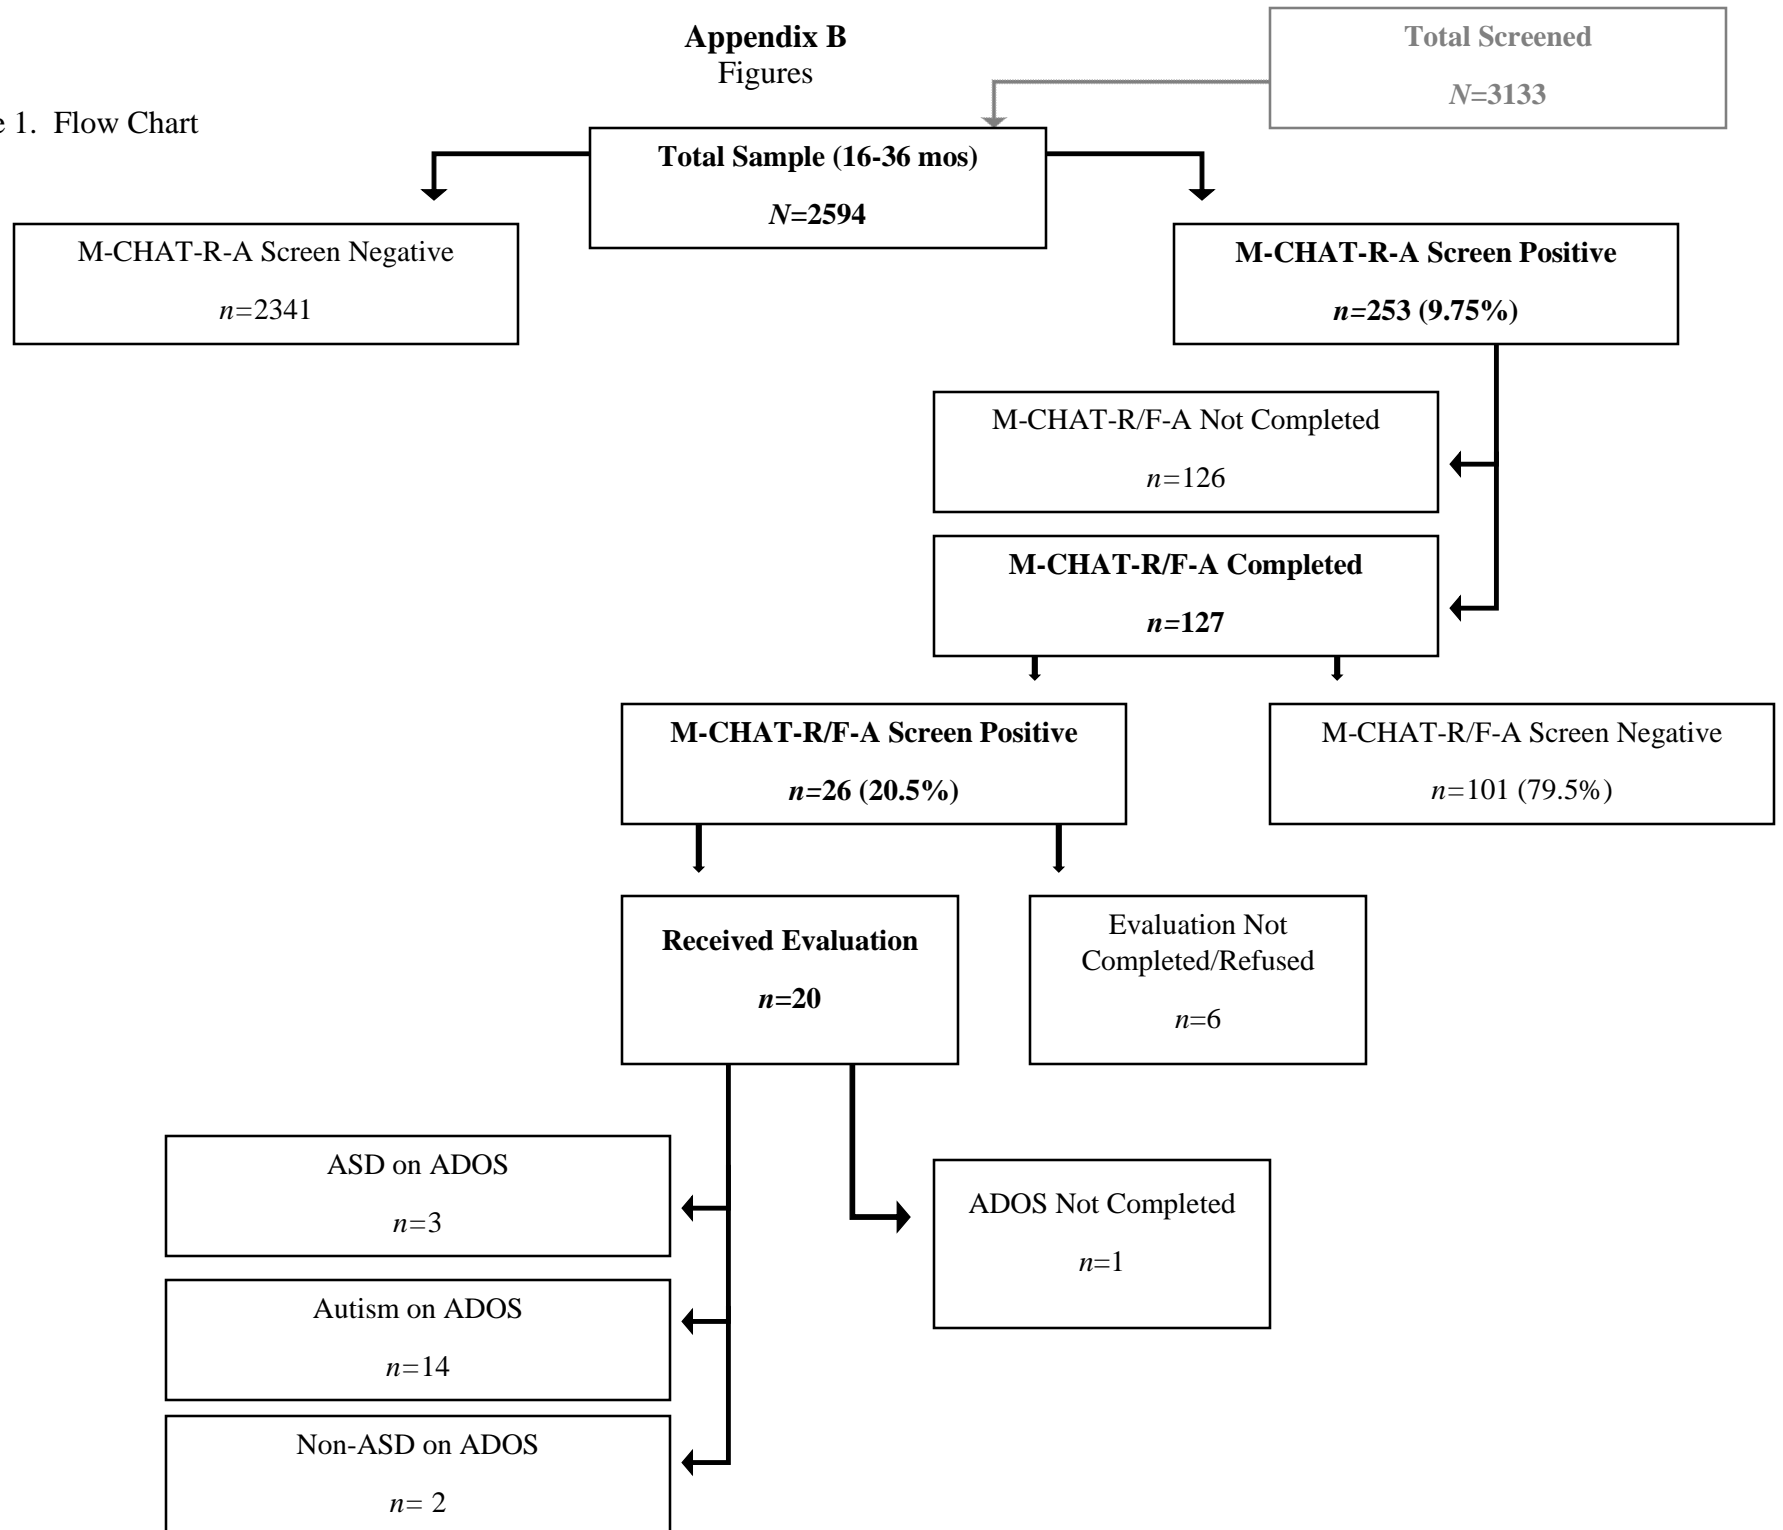 Appendix B
Figures
Total Screened
N=3133
e 1. Flow Chart
Total Sample (16-36 mos)
N=2594
M-CHAT-R-A Screen Negative
n=2341
M-CHAT-R-A Screen Positive
n=253 (9.75%)
M-CHAT-R/F-A Not Completed
n=126
M-CHAT-R/F-A Completed
n=127
M-CHAT-R/F-A Screen Positive
n=26 (20.5%)
M-CHAT-R/F-A Screen Negative
n=101 (79.5%)
Received Evaluation
n=20
Evaluation Not
Completed/Refused
n=6
ASD on ADOS
n=3
ADOS Not Completed
n=1
Autism on ADOS
n=14
Non-ASD on ADOS
n= 2